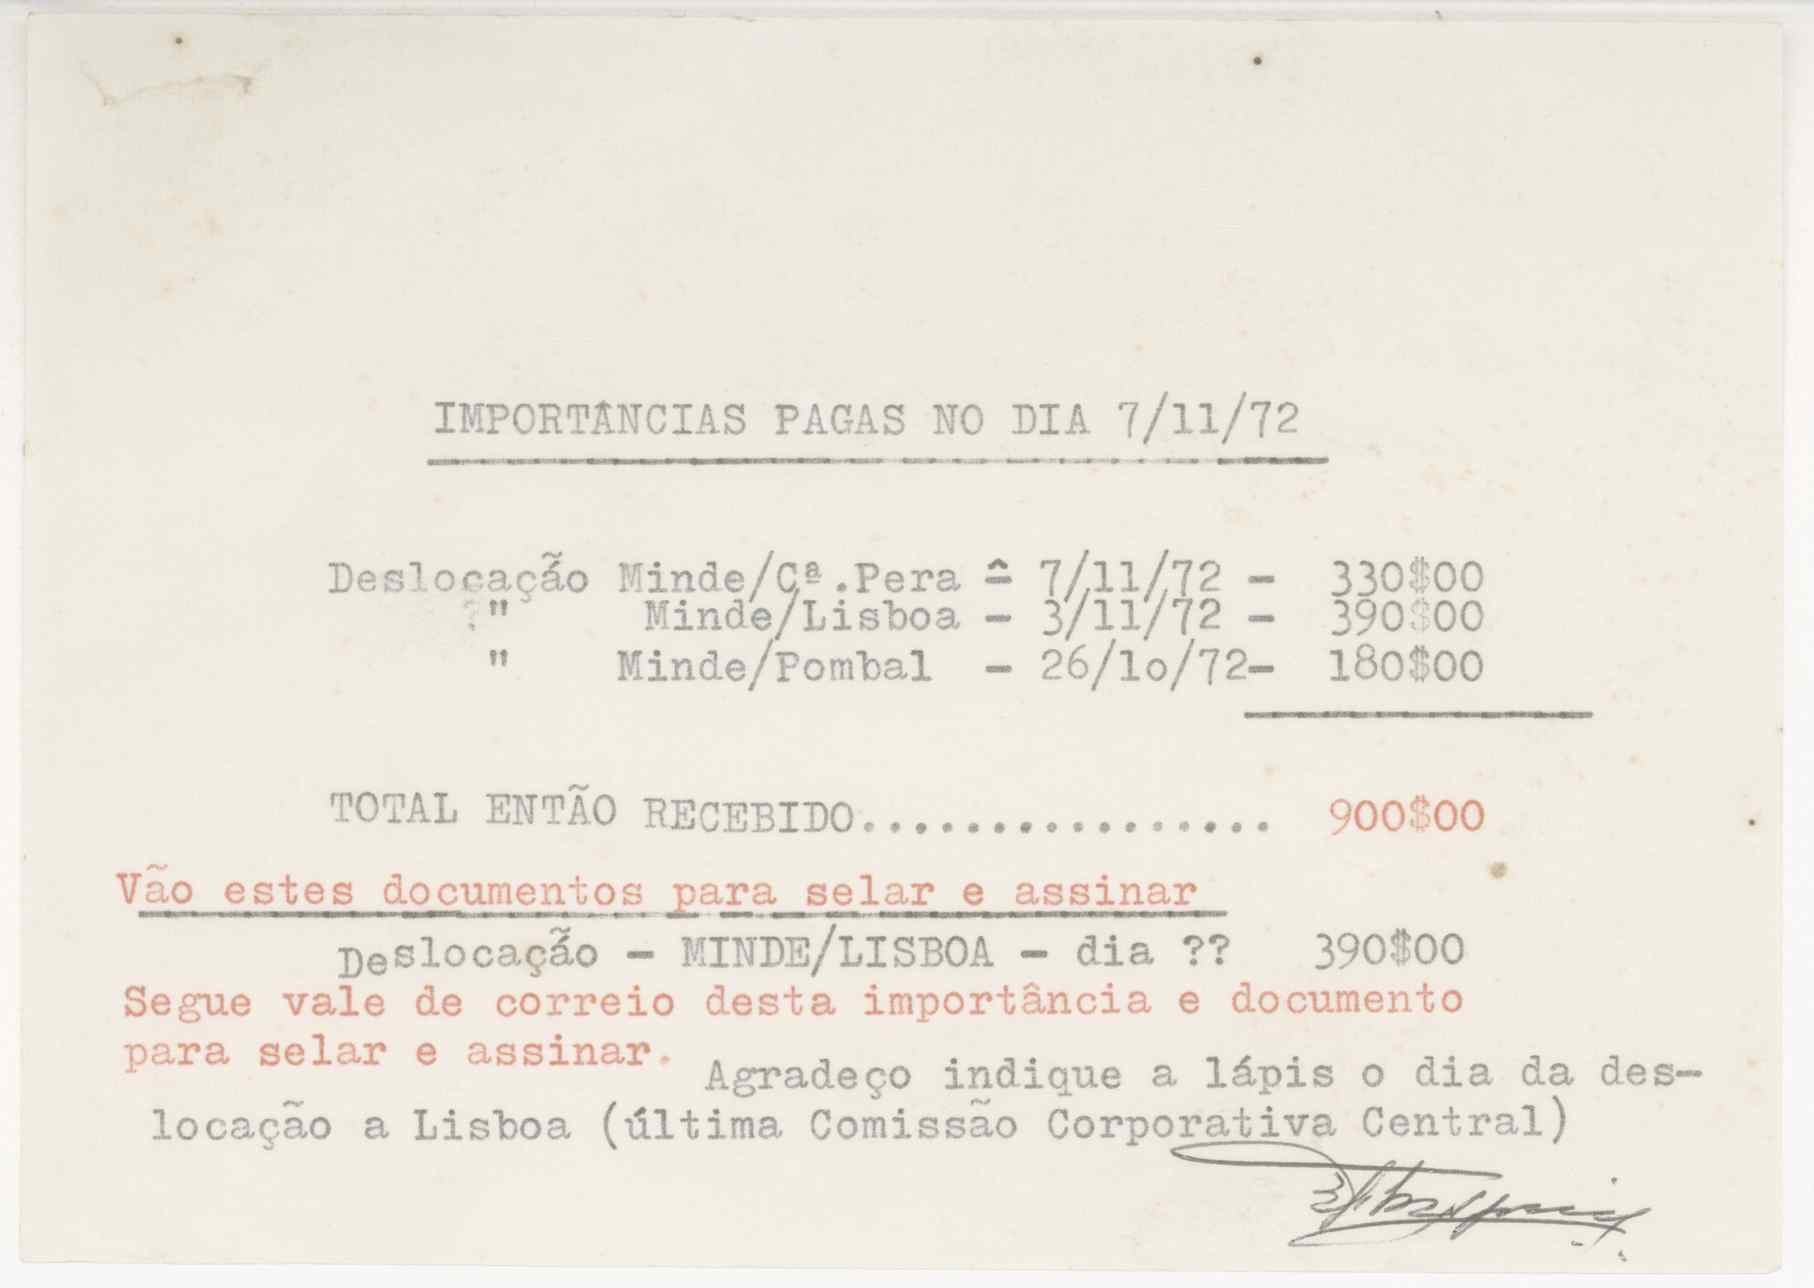 IMPORTÂNCIAS PAGAS NO DIA 7/11/72
Deslocação Minde/Cª.Pera - 7/11/72 - 330$00
" Minde/Lisboa - 3/11/72 - 390$00
" Minde/Pombal - 26/lo/72- 180$00
TOTAL ENTÃO RECEBIDO................ 900$00
Vão estes documentos para selar e assinar
Deslocação - MINDE/LISBOA - dia ?? 390$00
Segue vale de correio desta importância e documento
para selar e assinar.
Agradeço indique a lápis o dia da des-
locação a Lisboa (última Comissão Corporativa Central)